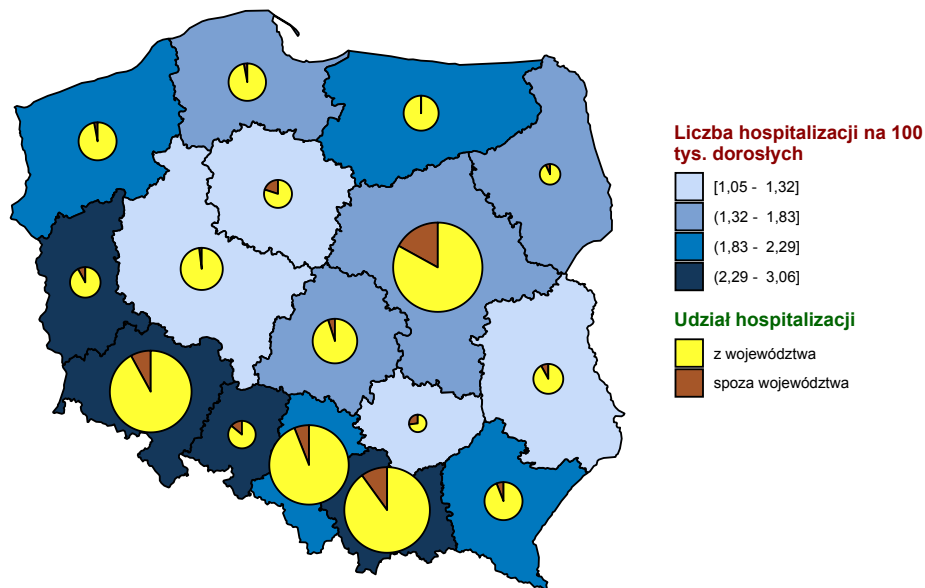 Liczba hospitalizacji na 100
tys. dorosłych
[1,05 - 1,32]
(1,32 - 1,83]
(1,83 - 2,29]
(2,29 - 3,06]
Udział hospitalizacji
z województwa
spoza województwa